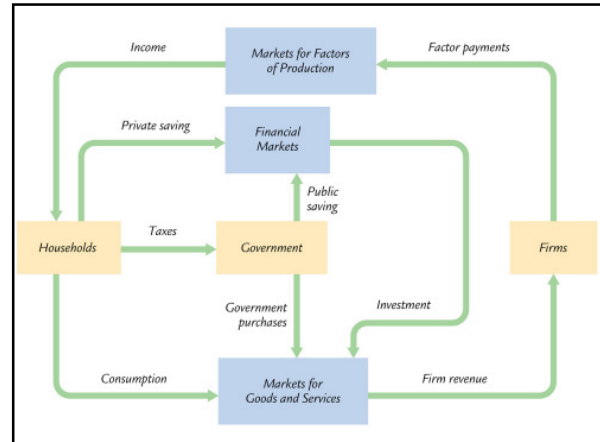 Income
Markets for Factors
of Production
Factor payments
Private saving
Financial
Markets
Public
saving
Taxes
Households
Government
Firms
Government
purchases
Investment
Consumption
Markets for
Goods and Services
Firm revenue